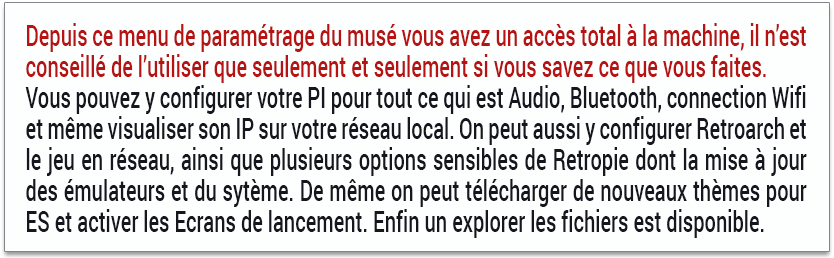 Depuis ce menu de paramétrage du musé vous avez un accès total à la machine, il n'est
conseillé de l'utiliser que seulement et seulement si vous savez ce que vous faites.
Vous pouvez y configurer votre PI pour tout ce qui est Audio, Bluetooth, connection Wifi
et même visualiser son IP sur votre réseau local. On peut aussi y configurer Retroarch et
le jeu en réseau, ainsi que plusieurs options sensibles de Retropie dont la mise à jour
des émulateurs et du sytème. De même on peut télécharger de nouveaux thèmes pour
ES et activer les Ecrans de lancement. Enfin un explorer les fichiers est disponible.